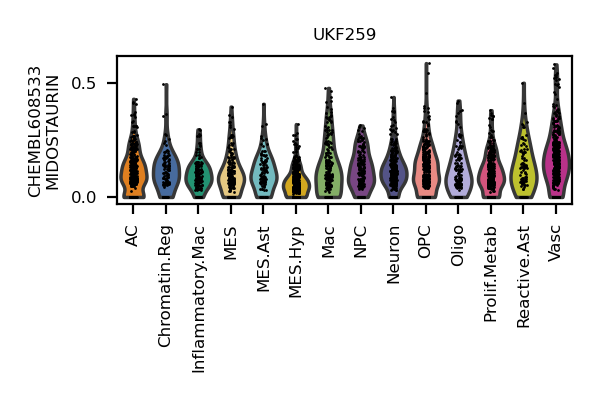 UKF259
CHEMBL608533
MIDOSTAURIN
0.5
0.0
AC
Chromatin.Reg
Inflammatory.Mac
MES
MES.Ast
MES.Hyp
Mac
NPC
Neuron
OPC
Oligo
Prolif.Metab
Reactive.Ast
Vasc